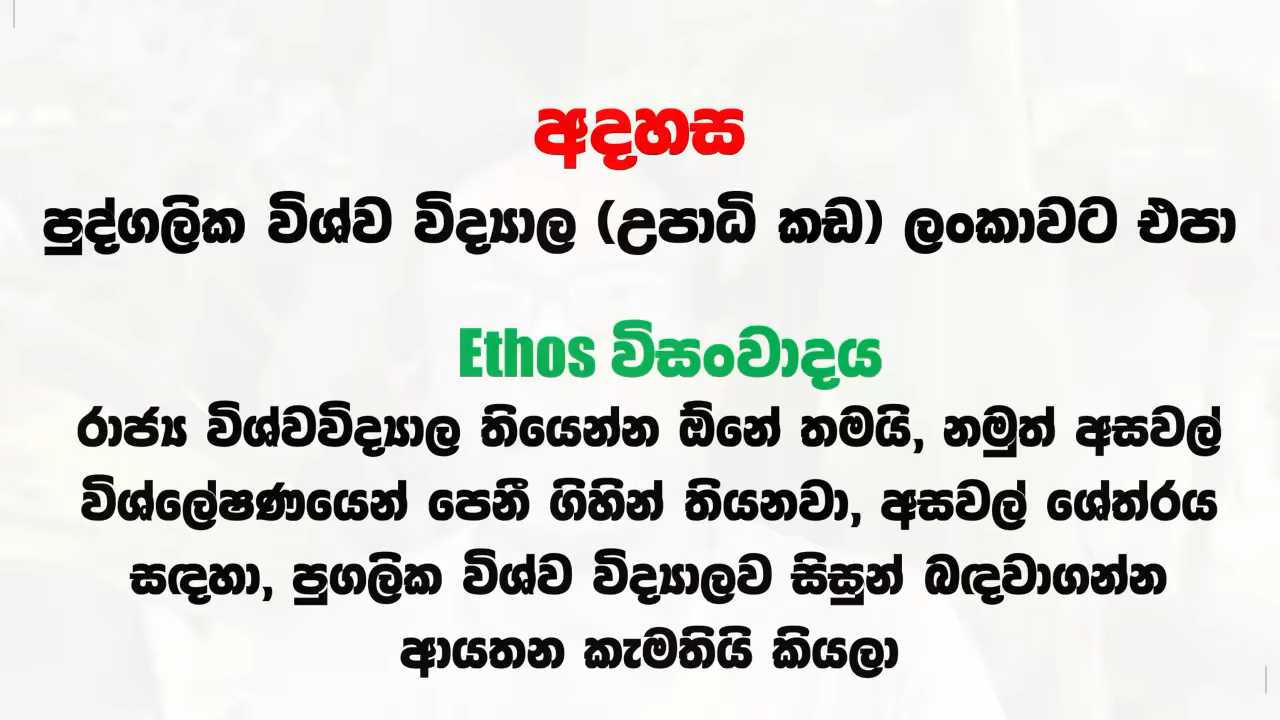 අදහස
පුද්ගලික විශ්ව විද්‍යාල (උපාධි කඩ) ලංකාවට එපා
Ethos විසංවාදය
රාජ්‍ය විශ්වවිද්‍යාල තියෙන්න ඕනේ තමයි, නමුත් අසවල්
විශ්ලේෂණයෙන් පෙනී ගිහින් තියනවා, අසවල් ශේත්රය
සඳහා, පුගලික විශ්ව විද්‍යාලව සිසුන් බඳවාගන්න
ආයතන කැමතියි කියලා